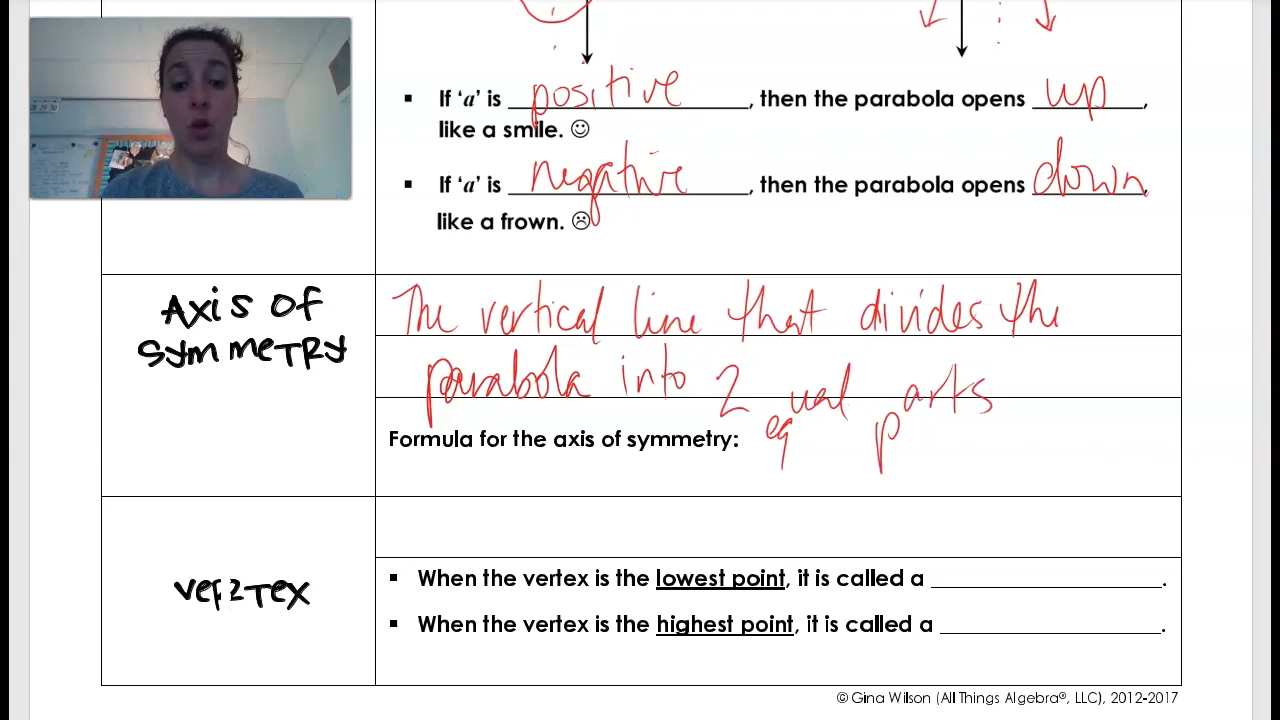 ▪ If ‘a’ is positive, then the parabola opens up,
like a smile. ☺
▪ If ‘a’ is negative, then the parabola opens down,
like a frown. ☹
Axis of
Symmetry
The vertical line that divides the
parabola into 2 equal parts
Formula for the axis of symmetry:
Vertex
▪ When the vertex is the lowest point, it is called a ____________________.
▪ When the vertex is the highest point, it is called a ___________________.
© Gina Wilson (All Things Algebra®, LLC), 2012-2017